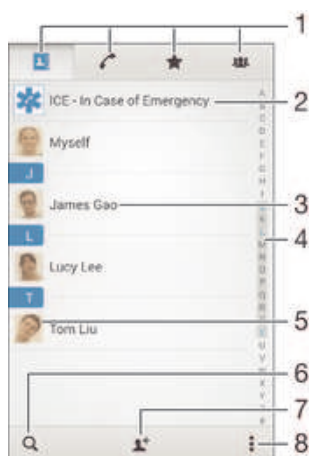 1
ICE - In Case of Emergency
2
Myself
J
James Gao
3
4
L
Lucy Lee
T
Tom Liu
5
6
7
8
A
B
C
D
E
F
G
H
I
K
L
M
N
O
P
Q
R
U
V
W
X
Y